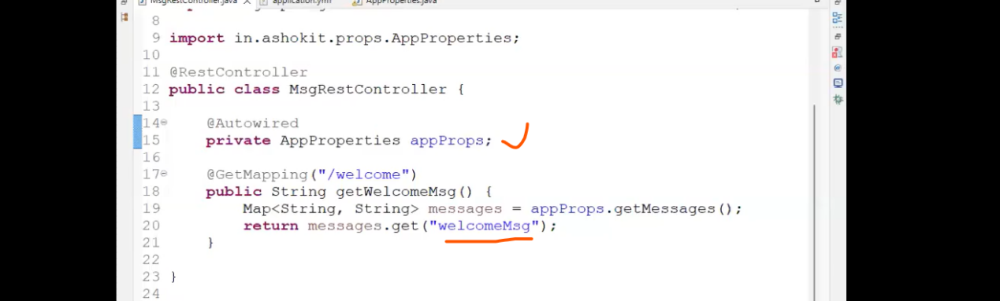 MsgRestController.java application.yml AppProperties.java
8
9 import in.ashokit.props.AppProperties;
10
11 @RestController
12 public class MsgRestController {
13
14 @Autowired
15 private AppProperties appProps;
16
17 @GetMapping("/welcome")
18 public String getWelcomeMsg() {
19 Map<String, String> messages = appProps.getMessages();
20 return messages.get("welcomeMsg");
21 }
22
23 }
24